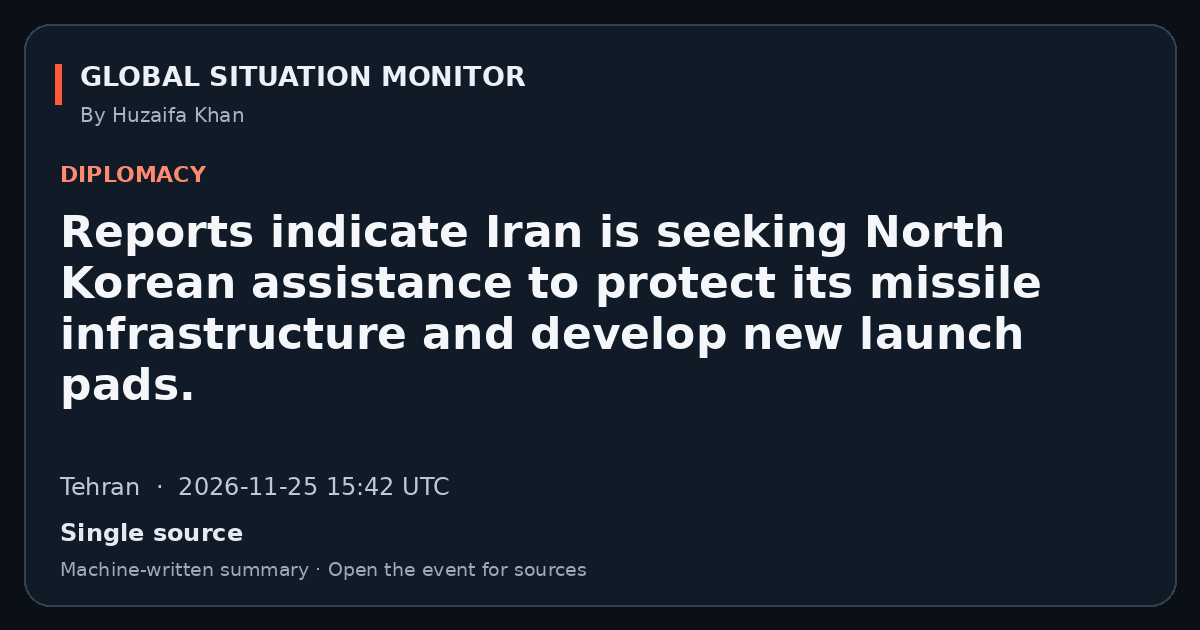 GLOBAL SITUATION MONITOR
By Huzaifa Khan
DIPLOMACY
Reports indicate Iran is seeking North
Korean assistance to protect its missile
infrastructure and develop new launch
pads.
Tehran · 2026-11-25 15:42 UTC
Single source
Machine-written summary · Open the event for sources